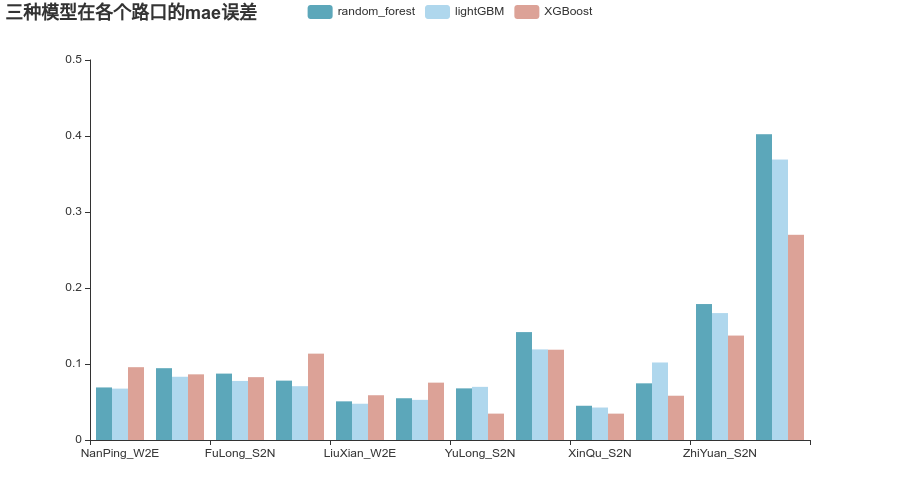 三种模型在各个路口的mae误差
random_forest lightGBM XGBoost
0.5
0.4
0.3
0.2
0.1
0
NanPing_W2E FuLong_S2N LiuXian_W2E YuLong_S2N XinQu_S2N ZhiYuan_S2N